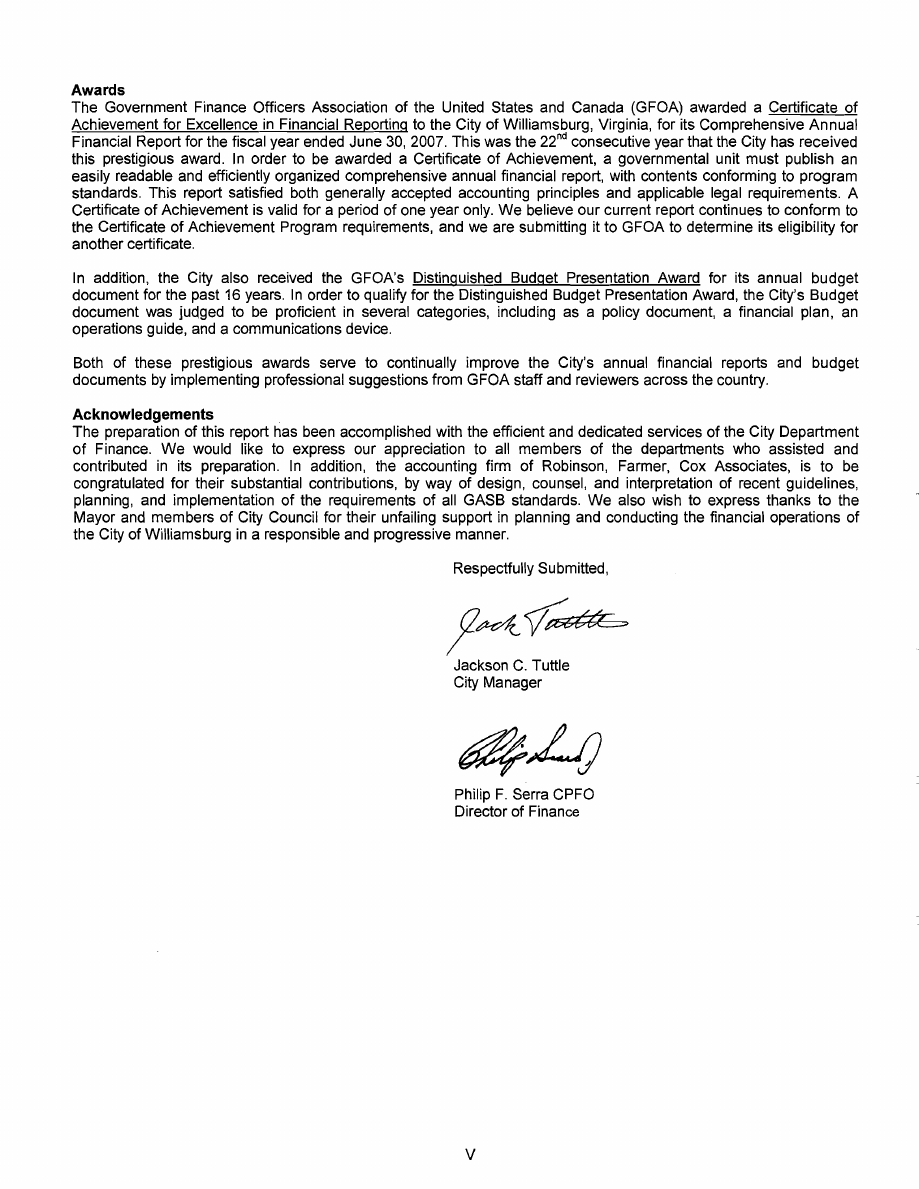 Awards
The Government Finance Officers Association of the United States and Canada (GFOA) awarded a Certificate of
Achievement for Excellence in Financial Reporting to the City of Williamsburg, Virginia, for its Comprehensive Annual
Financial Report for the fiscal year ended June 30, 2007. This was the 22nd consecutive year that the City has received
this prestigious award. In order to be awarded a Certificate of Achievement, a governmental unit must publish an
easily readable and efficiently organized comprehensive annual financial report, with contents conforming to program
standards. This report satisfied both generally accepted accounting principles and applicable legal requirements. A
Certificate of Achievement is valid for a period of one year only. We believe our current report continues to conform to
the Certificate of Achievement Program requirements, and we are submitting it to GFOA to determine its eligibility for
another certificate.
In addition, the City also received the GFOA's Distinguished Budget Presentation Award for its annual budget
document for the past 16 years. In order to qualify for the Distinguished Budget Presentation Award, the City's Budget
document was judged to be proficient in several categories, including as a policy document, a financial plan, an
operations guide, and a communications device.
Both of these prestigious awards serve to continually improve the City's annual financial reports and budget
documents by implementing professional suggestions from GFOA staff and reviewers across the country.
Acknowledgements
The preparation of this report has been accomplished with the efficient and dedicated services of the City Department
of Finance. We would like to express our appreciation to all members of the departments who assisted and
contributed in its preparation. In addition, the accounting firm of Robinson, Farmer, Cox Associates, is to be
congratulated for their substantial contributions, by way of design, counsel, and interpretation of recent guidelines,
planning, and implementation of the requirements of all GASB standards. We also wish to express thanks to the
Mayor and members of City Council for their unfailing support in planning and conducting the financial operations of
the City of Williamsburg in a responsible and progressive manner.
Respectfully Submitted,
Jack Tuttle
Jackson C. Tuttle
City Manager
Philip Serra
Philip F. Serra CPFO
Director of Finance
V